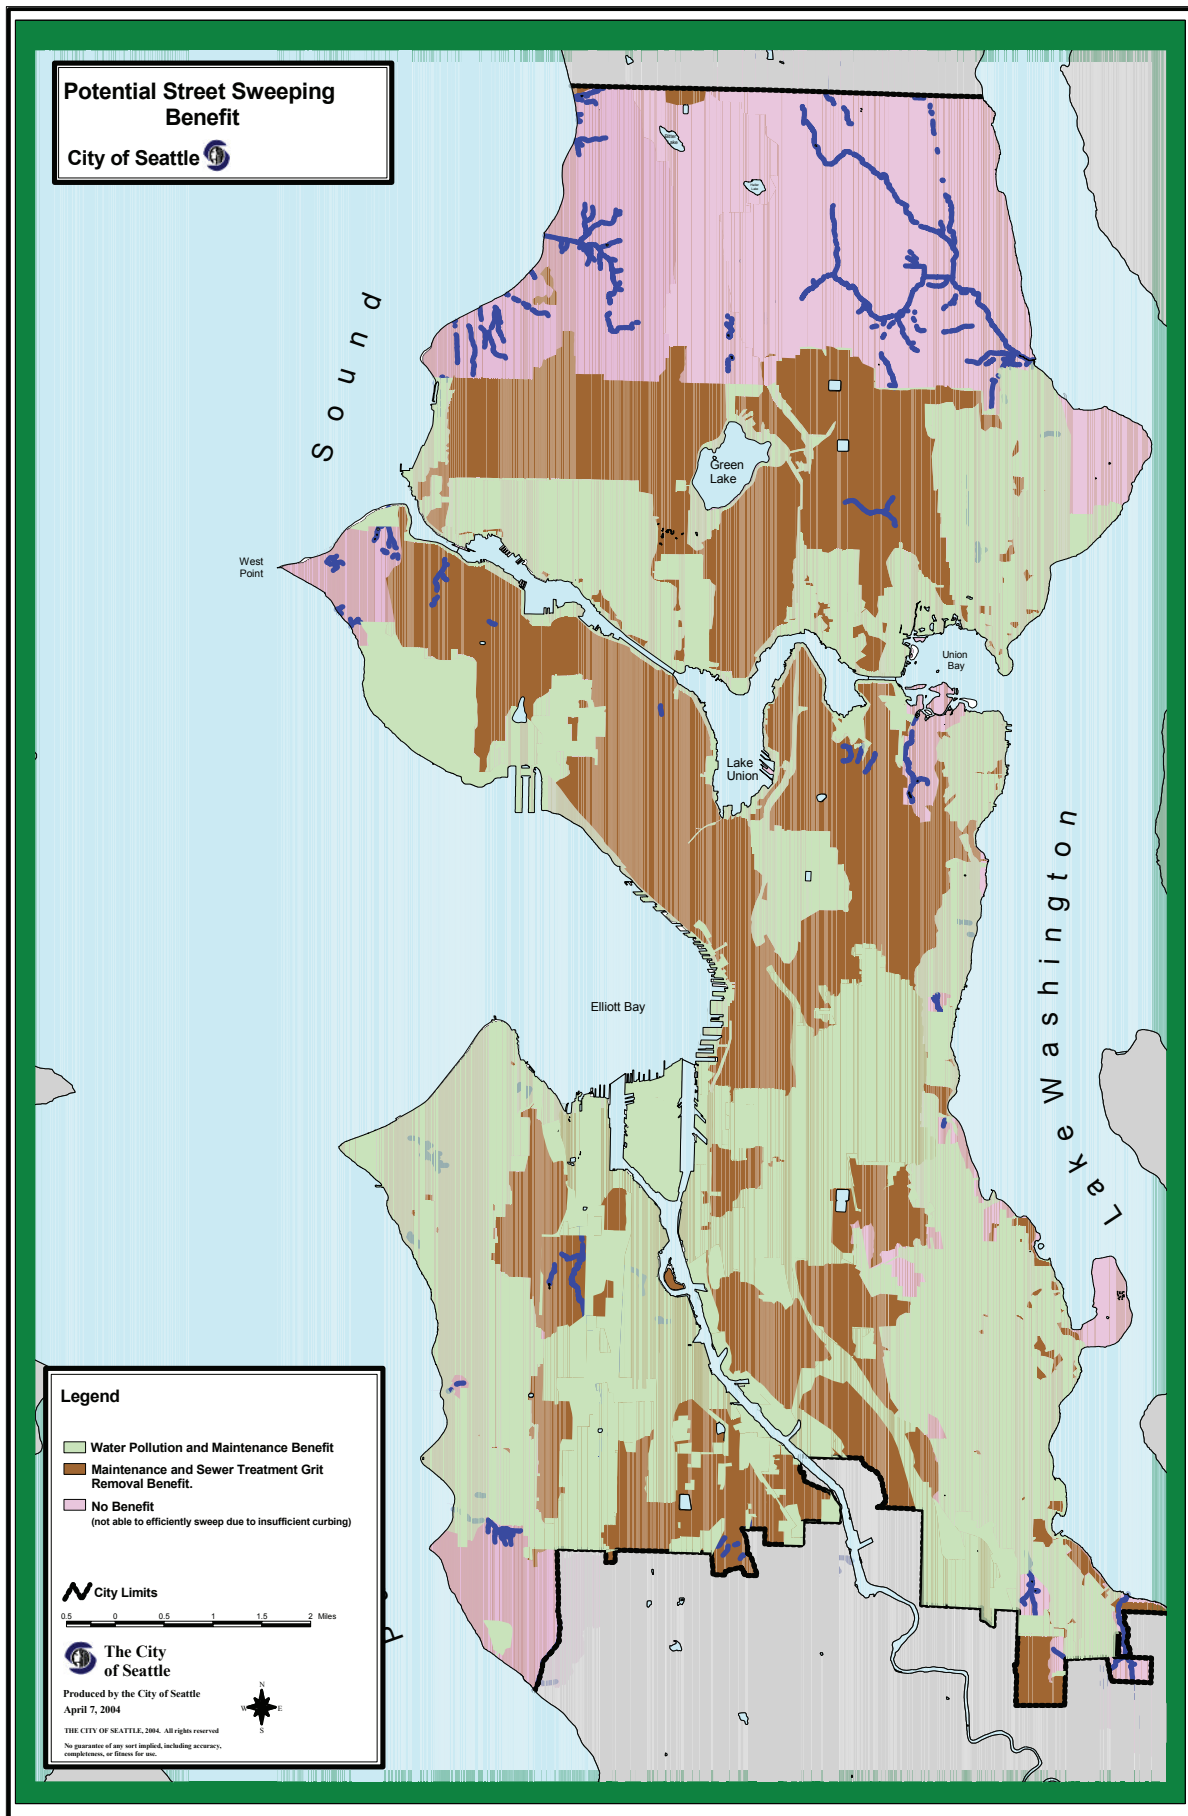 Potential Street Sweeping
Benefit
City of Seattle
Sound
Green
Lake
West
Point
Union
Bay
Lake
Union
Lake Washington
Elliott Bay
P
Legend
Water Pollution and Maintenance Benefit
Maintenance and Sewer Treatment Grit
Removal Benefit.
No Benefit
(not able to efficiently sweep due to insufficient curbing)
City Limits
0.5 0 0.5 1 1.5 2 Miles
The City
of Seattle
Produced by the City of Seattle
April 7, 2004
N
W E
S
THE CITY OF SEATTLE, 2004. All rights reserved
No guarantee of any sort implied, including accuracy,
completeness, or fitness for use.